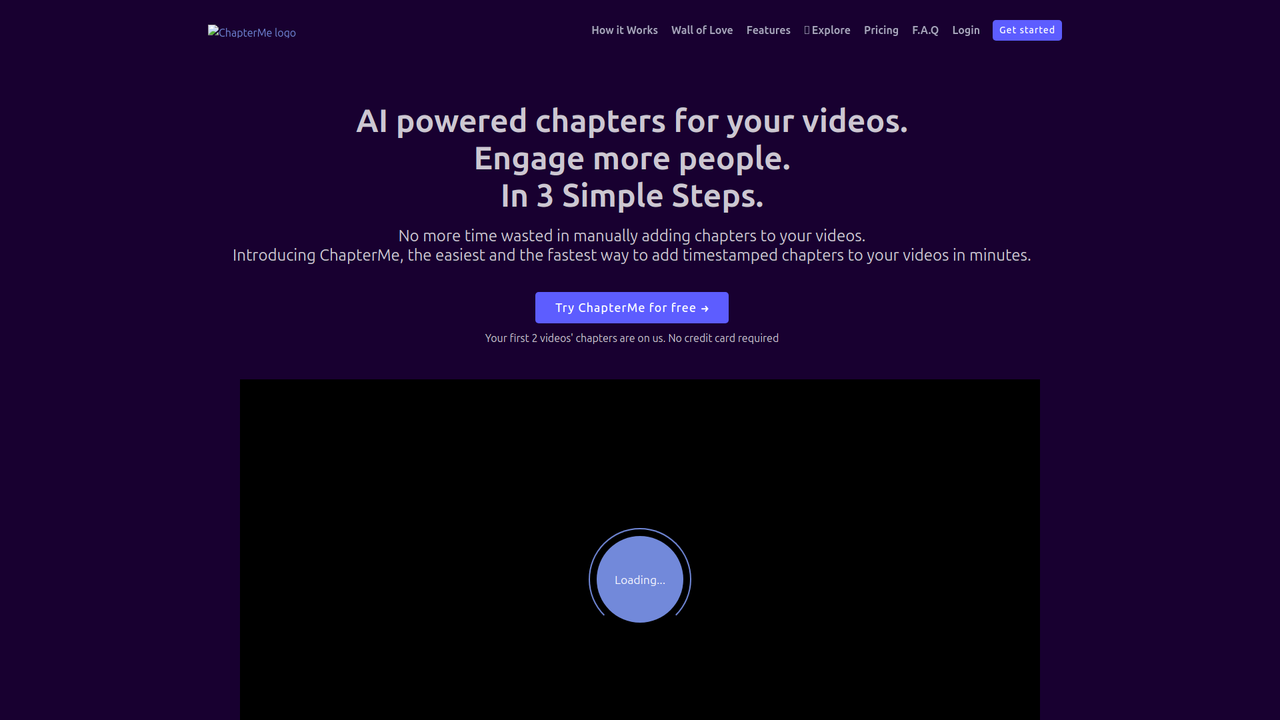 ChapterMe logo
How it Works
Wall of Love
Features
Explore
Pricing
F.A.Q
Login
Get started
AI powered chapters for your videos.
Engage more people.
In 3 Simple Steps.
No more time wasted in manually adding chapters to your videos.
Introducing ChapterMe, the easiest and the fastest way to add timestamped chapters to your videos in minutes.
Try ChapterMe for free →
Your first 2 videos' chapters are on us. No credit card required
Loading...